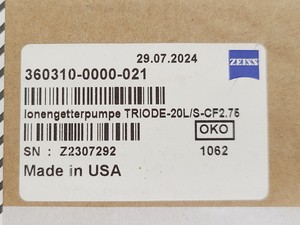 29.07.2024
360310-0000-021
ZEISS
Ionengetterpumpe TRIODE-20L/S-CF2.75
OKO
SN : Z2307292
1062
Made in USA